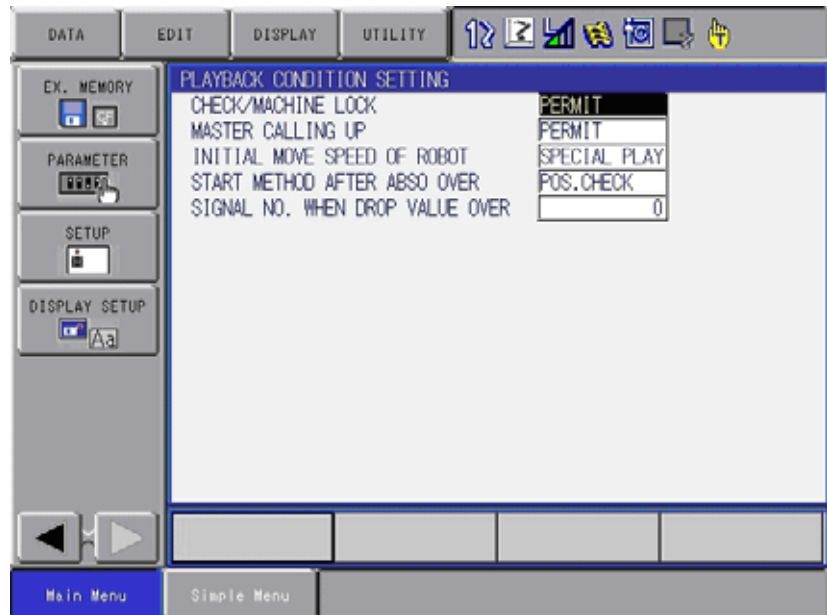 DATA EDIT DISPLAY UTILITY
EX. MEMORY
CF
PARAMETER
SETUP
DISPLAY SETUP
Aa
PLAYBACK CONDITION SETTING
CHECK/MACHINE LOCK PERMIT
MASTER CALLING UP PERMIT
INITIAL MOVE SPEED OF ROBOT SPECIAL PLAY
START METHOD AFTER ABSO OVER POS.CHECK
SIGNAL NO. WHEN DROP VALUE OVER 0
Main Menu Simple Menu